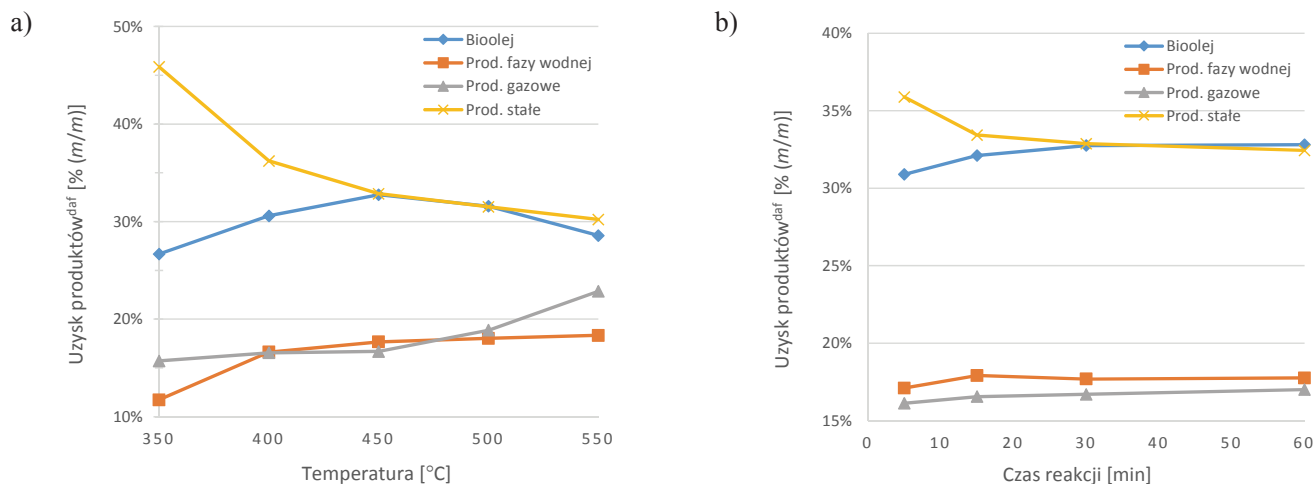 a)
Uzysk produktów^daf [% (m/m)]
50%
40%
30%
20%
10%
Bioolej
Prod. fazy wodnej
Prod. gazowe
Prod. stałe
350 400 450 500 550
Temperatura [°C]
b)
Uzysk produktów^daf [% (m/m)]
40%
35%
30%
25%
20%
15%
Bioolej
Prod. fazy wodnej
Prod. gazowe
Prod. stałe
0 10 20 30 40 50 60
Czas reakcji [min]